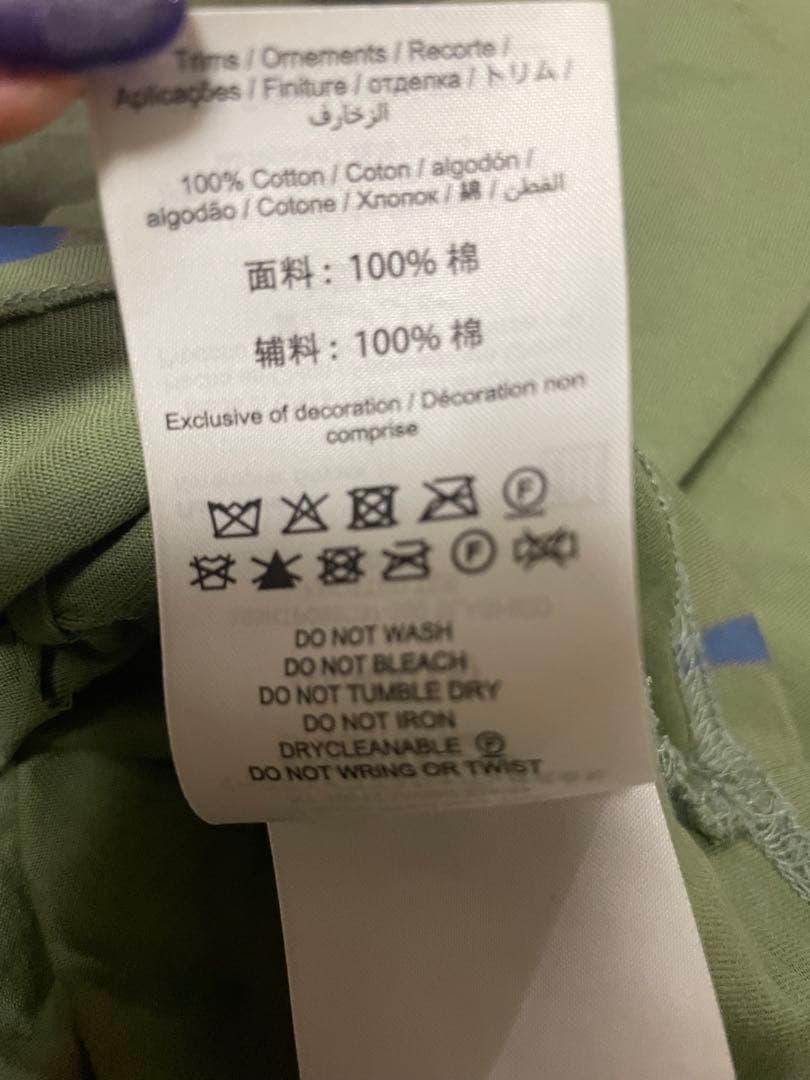 Trims / Ornements / Recorte /
Aplicações / Finiture / отделка / トリム /
الزخارف
100% Cotton / Coton / algodón /
algodão / Cotone / Хлопок / 綿 / القطن
面料: 100% 棉
辅料: 100% 棉
Exclusive of decoration / Décoration non
comprise
F
F
DO NOT WASH
DO NOT BLEACH
DO NOT TUMBLE DRY
DO NOT IRON
DRYCLEANABLE Ⓟ
DO NOT WRING OR TWIST